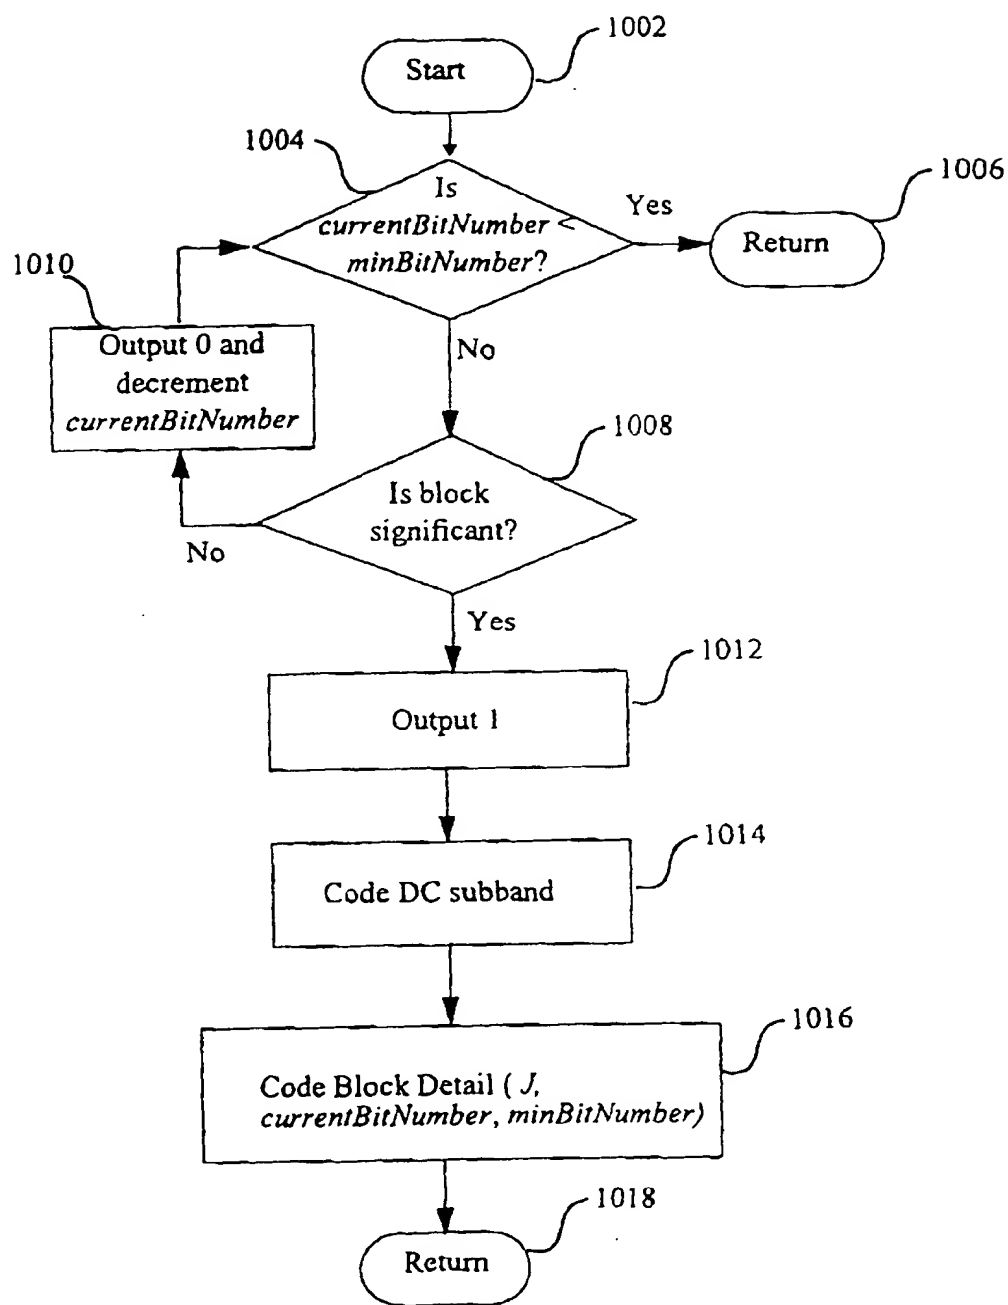 1002
Start
1004
Is
currentBitNumber <
minBitNumber?
Yes
1006
Return
1010
Output 0 and
decrement
currentBitNumber
No
1008
Is block
significant?
No
Yes
1012
Output 1
1014
Code DC subband
1016
Code Block Detail ( J,
currentBitNumber, minBitNumber)
1018
Return